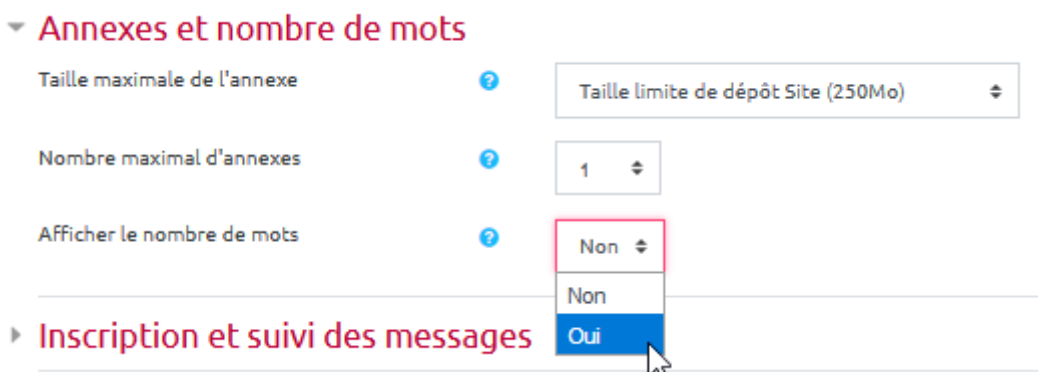 Annexes et nombre de mots
Taille maximale de l'annexe
Taille limite de dépôt Site (250Mo)
Nombre maximal d'annexes
1
Afficher le nombre de mots
Non
Non
Oui
Inscription et suivi des messages